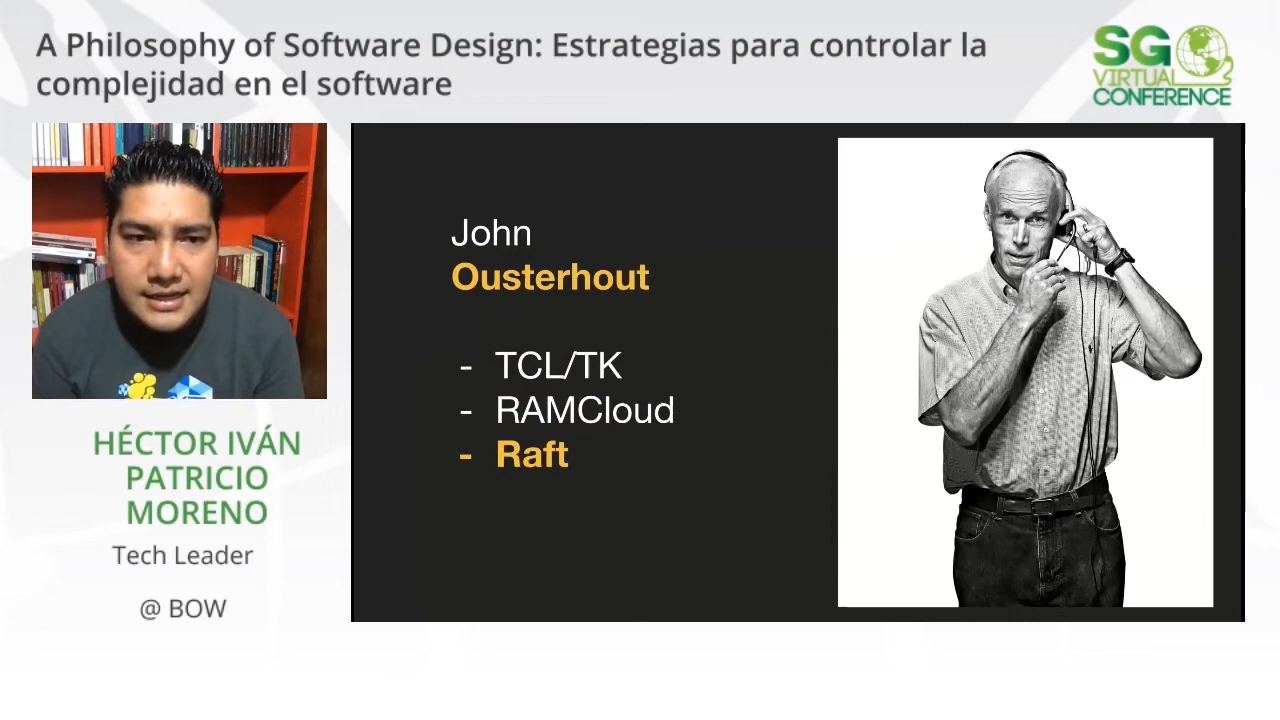 A Philosophy of Software Design: Estrategias para controlar la
complejidad en el software
SG
VIRTUAL
CONFERENCE
John
Ousterhout
- TCL/TK
- RAMCloud
- Raft
HÉCTOR IVÁN
PATRICIO
MORENO
Tech Leader
@ BOW